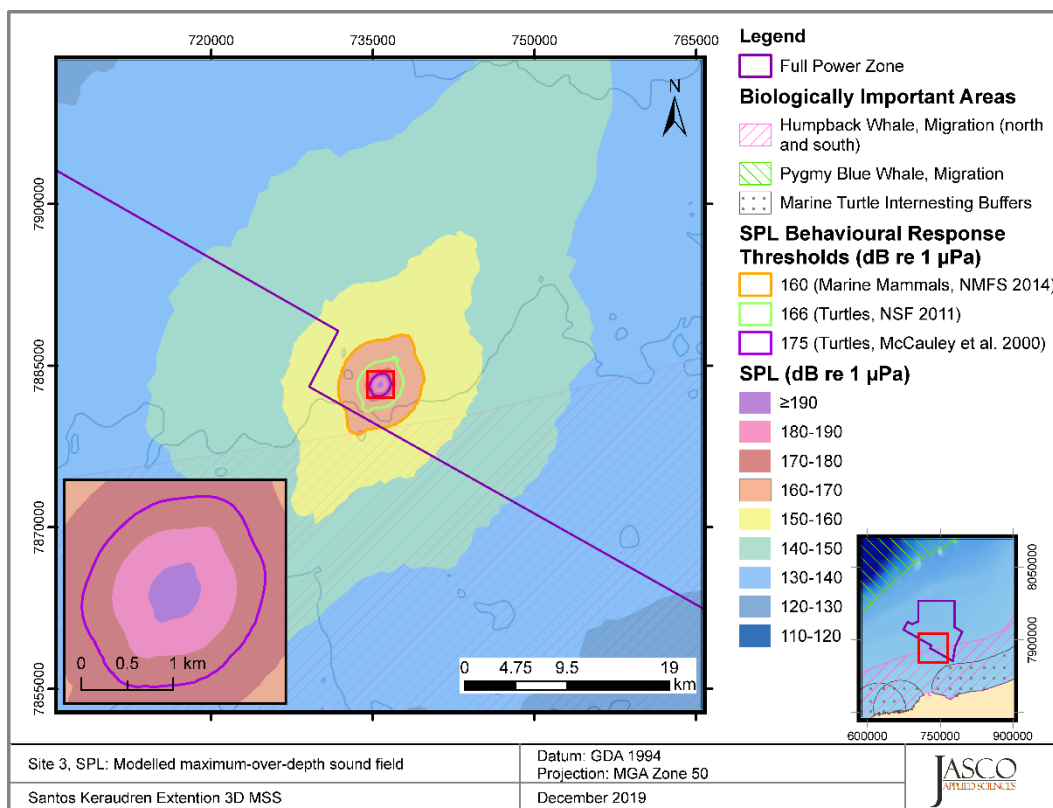 720000
735000
750000
765000
7900000
7885000
7870000
7855000
N
0
0.5
1 km
0
4.75
9.5
19
km
Legend
Full Power Zone
Biologically Important Areas
Humpback Whale, Migration (north
and south)
Pygmy Blue Whale, Migration
Marine Turtle Internesting Buffers
SPL Behavioural Response
Thresholds (dB re 1 µPa)
160 (Marine Mammals, NMFS 2014)
166 (Turtles, NSF 2011)
175 (Turtles, McCauley et al. 2000)
SPL (dB re 1 µPa)
≥190
180-190
170-180
160-170
150-160
140-150
130-140
120-130
110-120
8050000
7900000
600000
750000
900000
Site 3, SPL: Modelled maximum-over-depth sound field
Datum: GDA 1994
Projection: MGA Zone 50
Santos Keraudren Extention 3D MSS
December 2019
JASCO
APPLIED SCIENCES